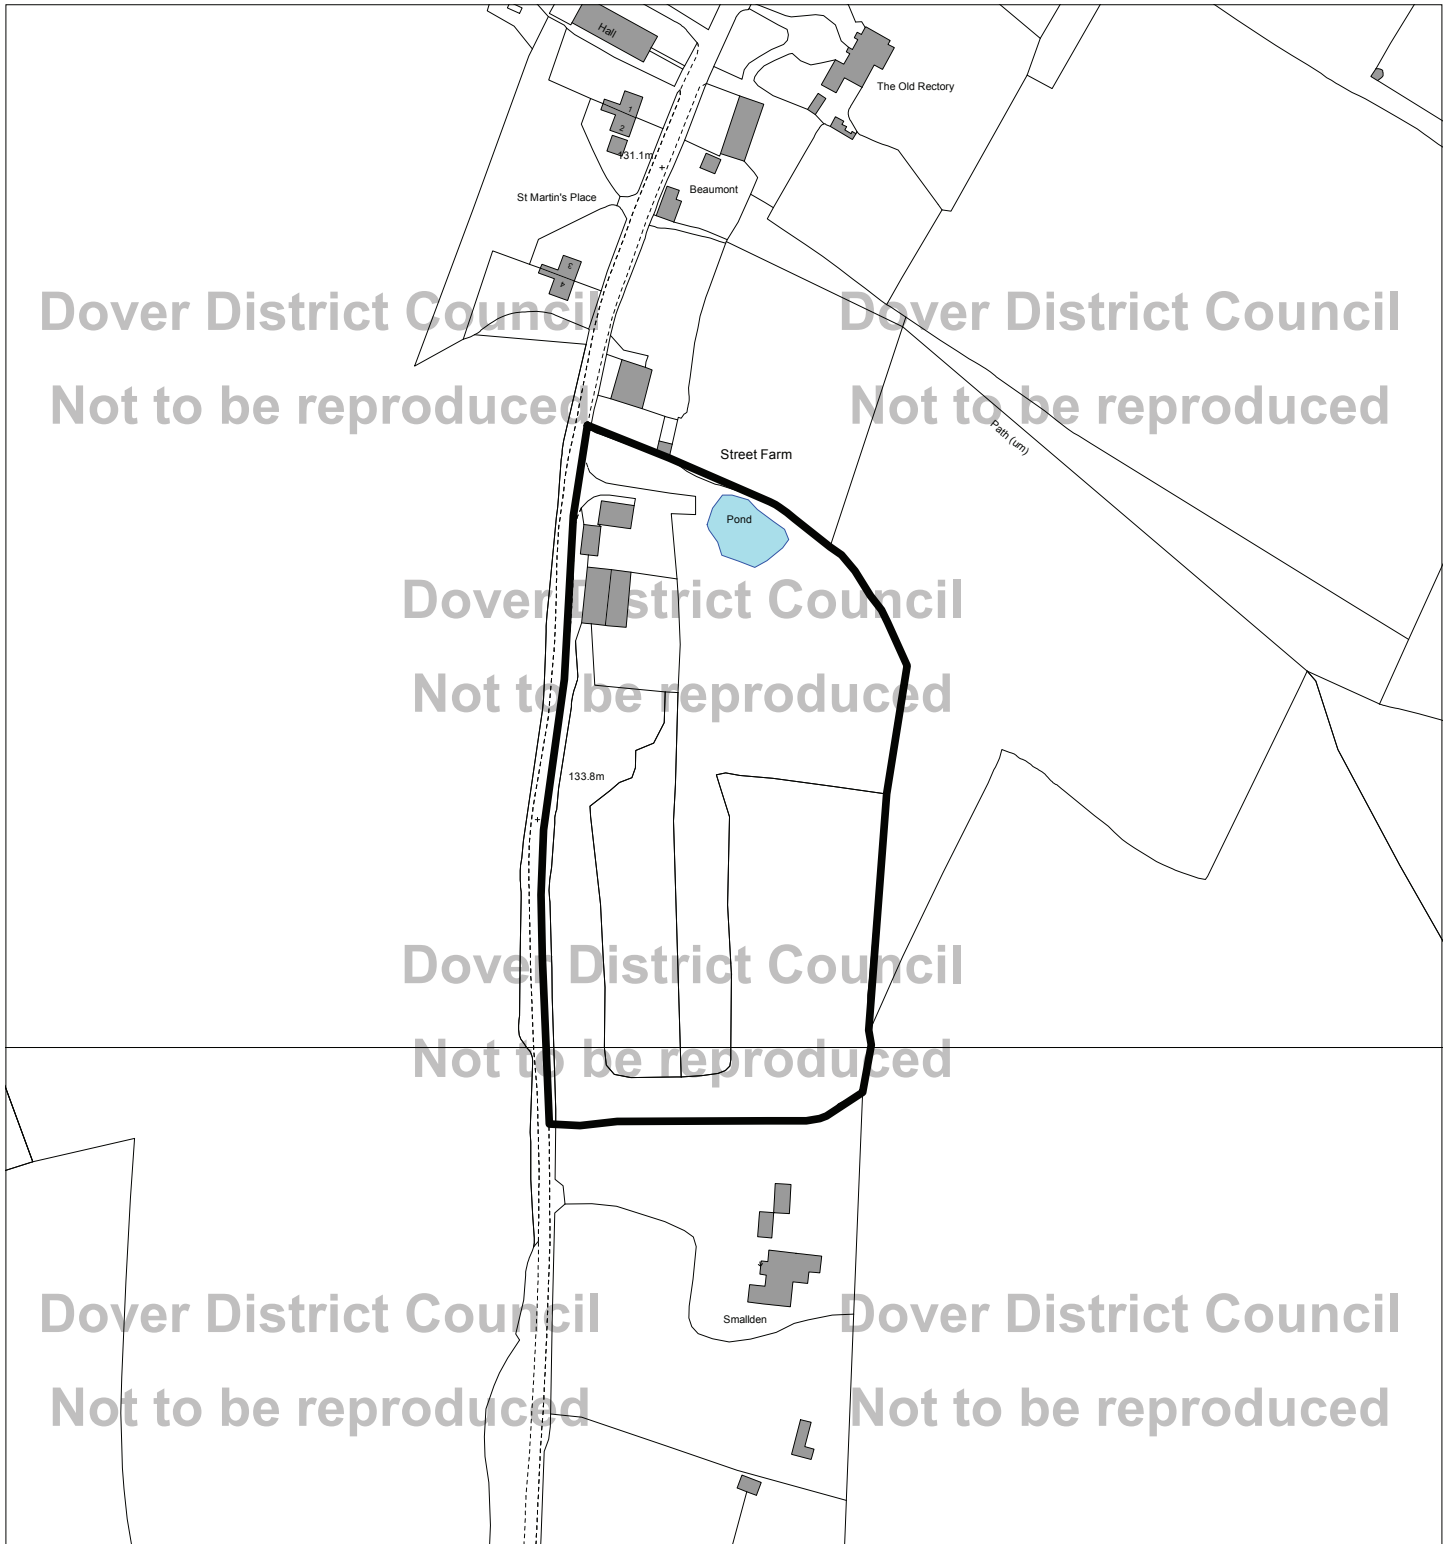 Hall
The Old Rectory
1
2
131.1m
Beaumont
St Martin's Place
3
4
Dover District Council
Dover District Council
Not to be reproduced
Not to be reproduced
Path (um)
Street Farm
Pond
Dover District Council
Not to be reproduced
133.8m
Dover District Council
Not to be reproduced
Dover District Council
Dover District Council
Smallden
Not to be reproduced
Not to be reproduced